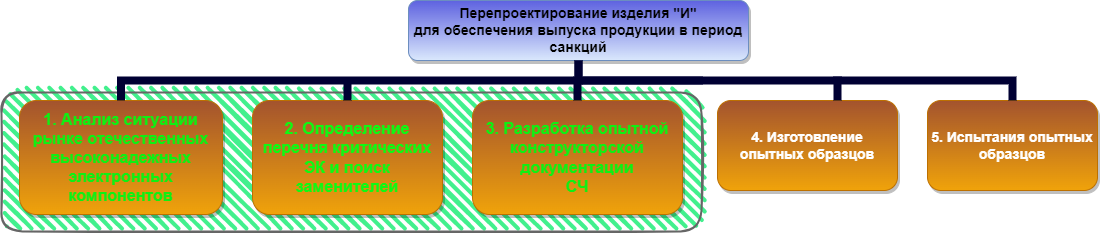 Перепроектирование изделия "И"
для обеспечения выпуска продукции в период
санкций
1. Анализ ситуации
рынке отечественных
высоконадежных
электронных
компонентов
2. Определение
перечня критических
ЭК и поиск
заменителей
3. Разработка опытной
конструкторской
документации
СЧ
4. Изготовление
опытных образцов
5. Испытания опытных
образцов